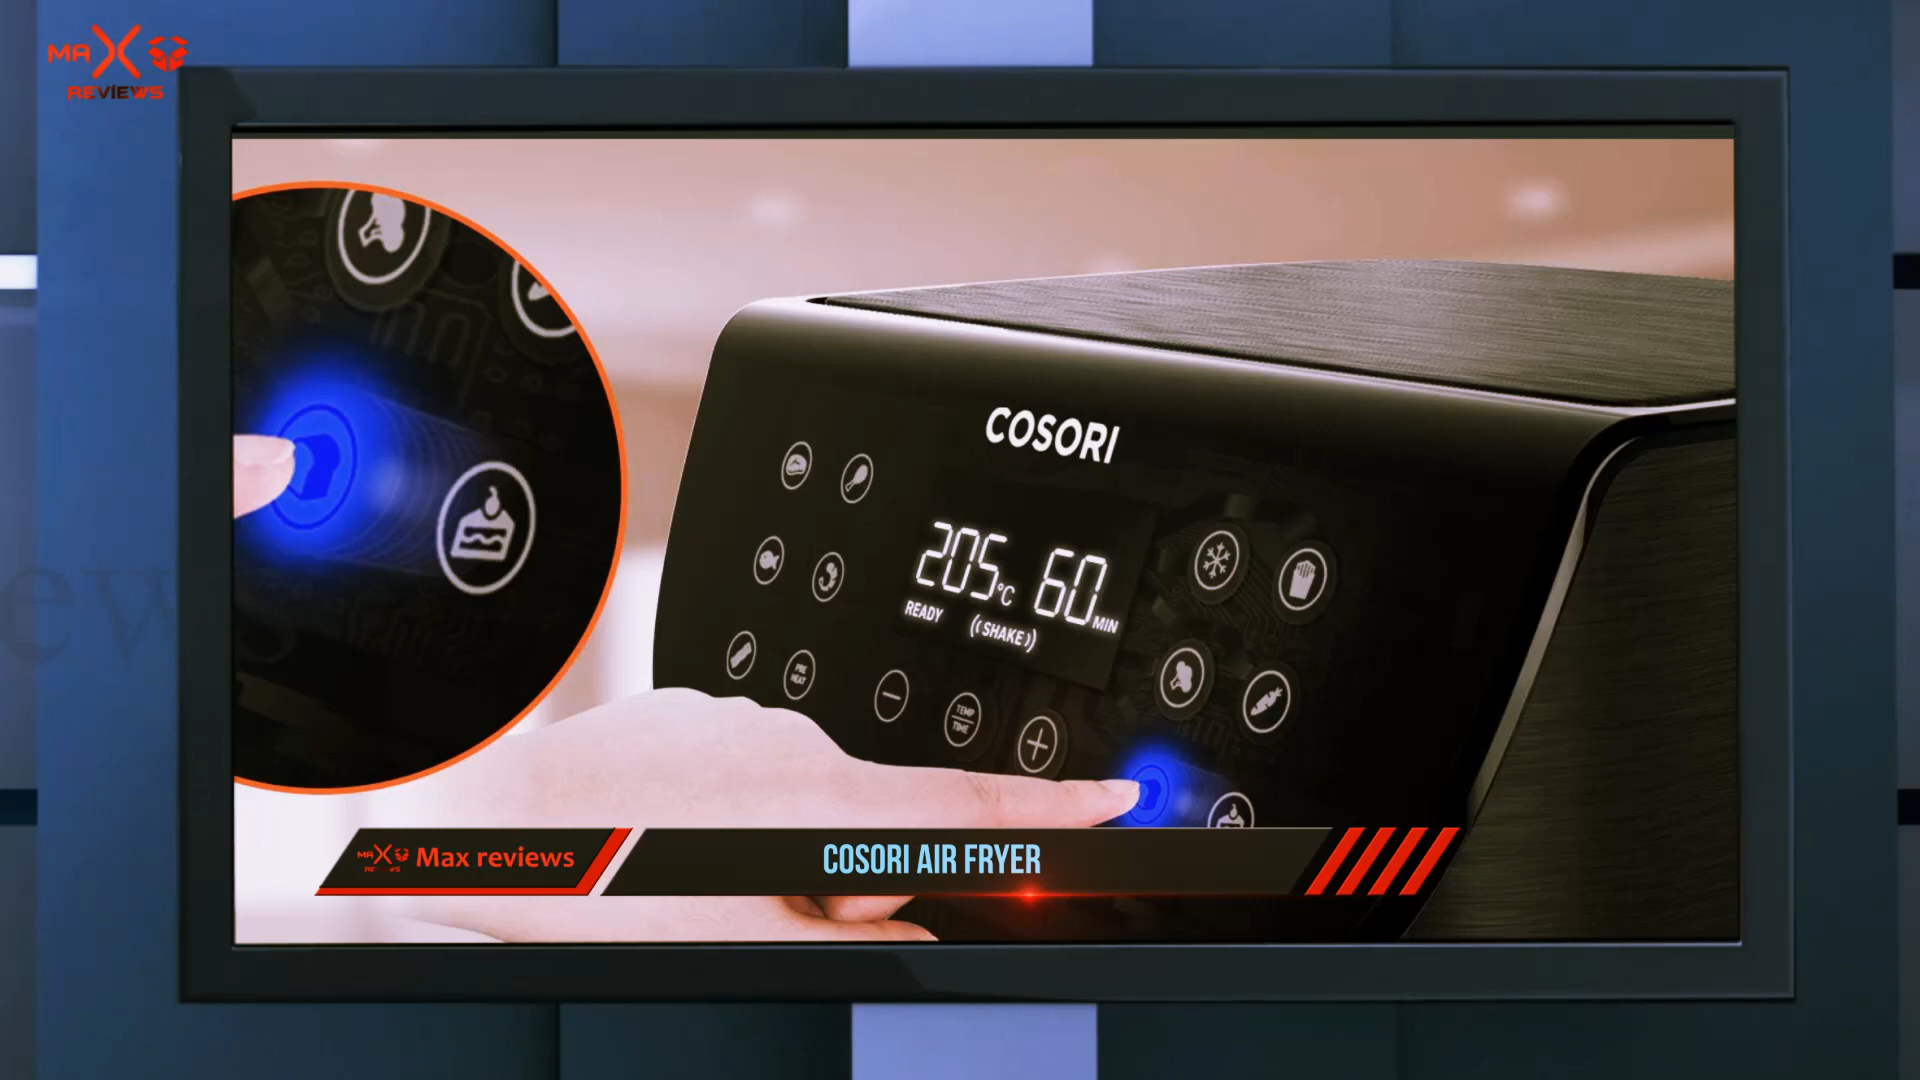 MAX
REVIEWS
COSORI
205°C 60MIN
READY ((SHAKE))
PRE
HEAT
TEMP
TIME
Max reviews
COSORI AIR FRYER